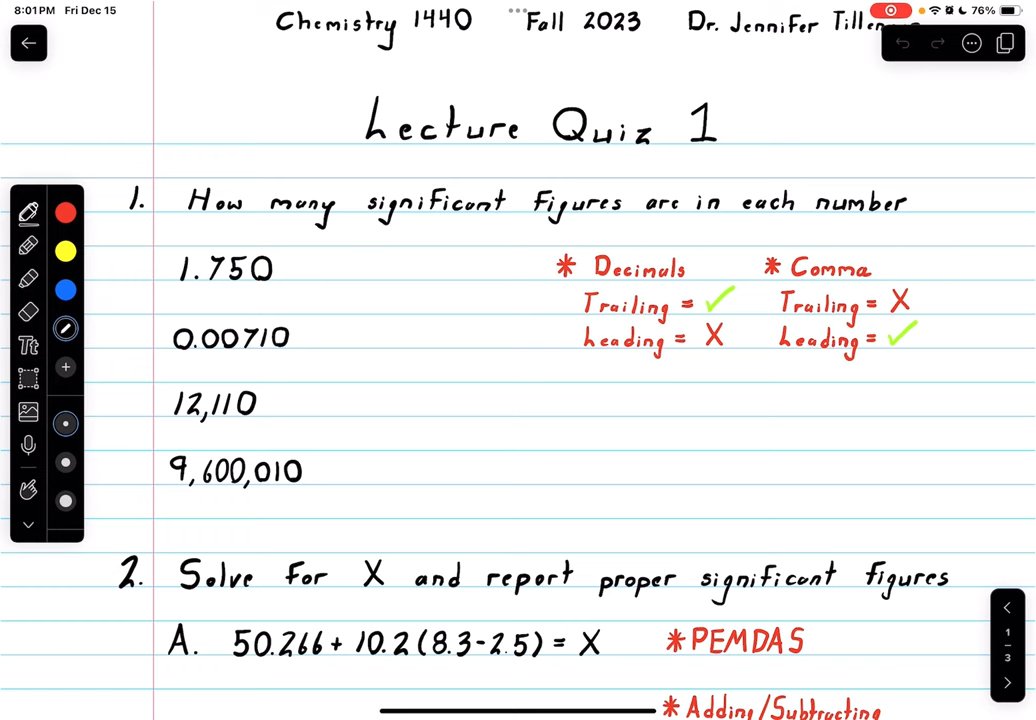 8:01 PM Fri Dec 15
76%
Chemistry 1440 Fall 2023 Dr. Jennifer
Lecture Quiz 1
1. How many significant figures are in each number
1.750
* Decimals
Trailing = ✓
Leading = X
* Comma
Trailing = X
Leading = ✓
0.00710
12,110
9,600,010
2. Solve for X and report proper significant figures
A. 50.266 + 10.2 (8.3 - 2.5) = X
* PEMDAS
* Adding/Subtracting
Tt
1
3